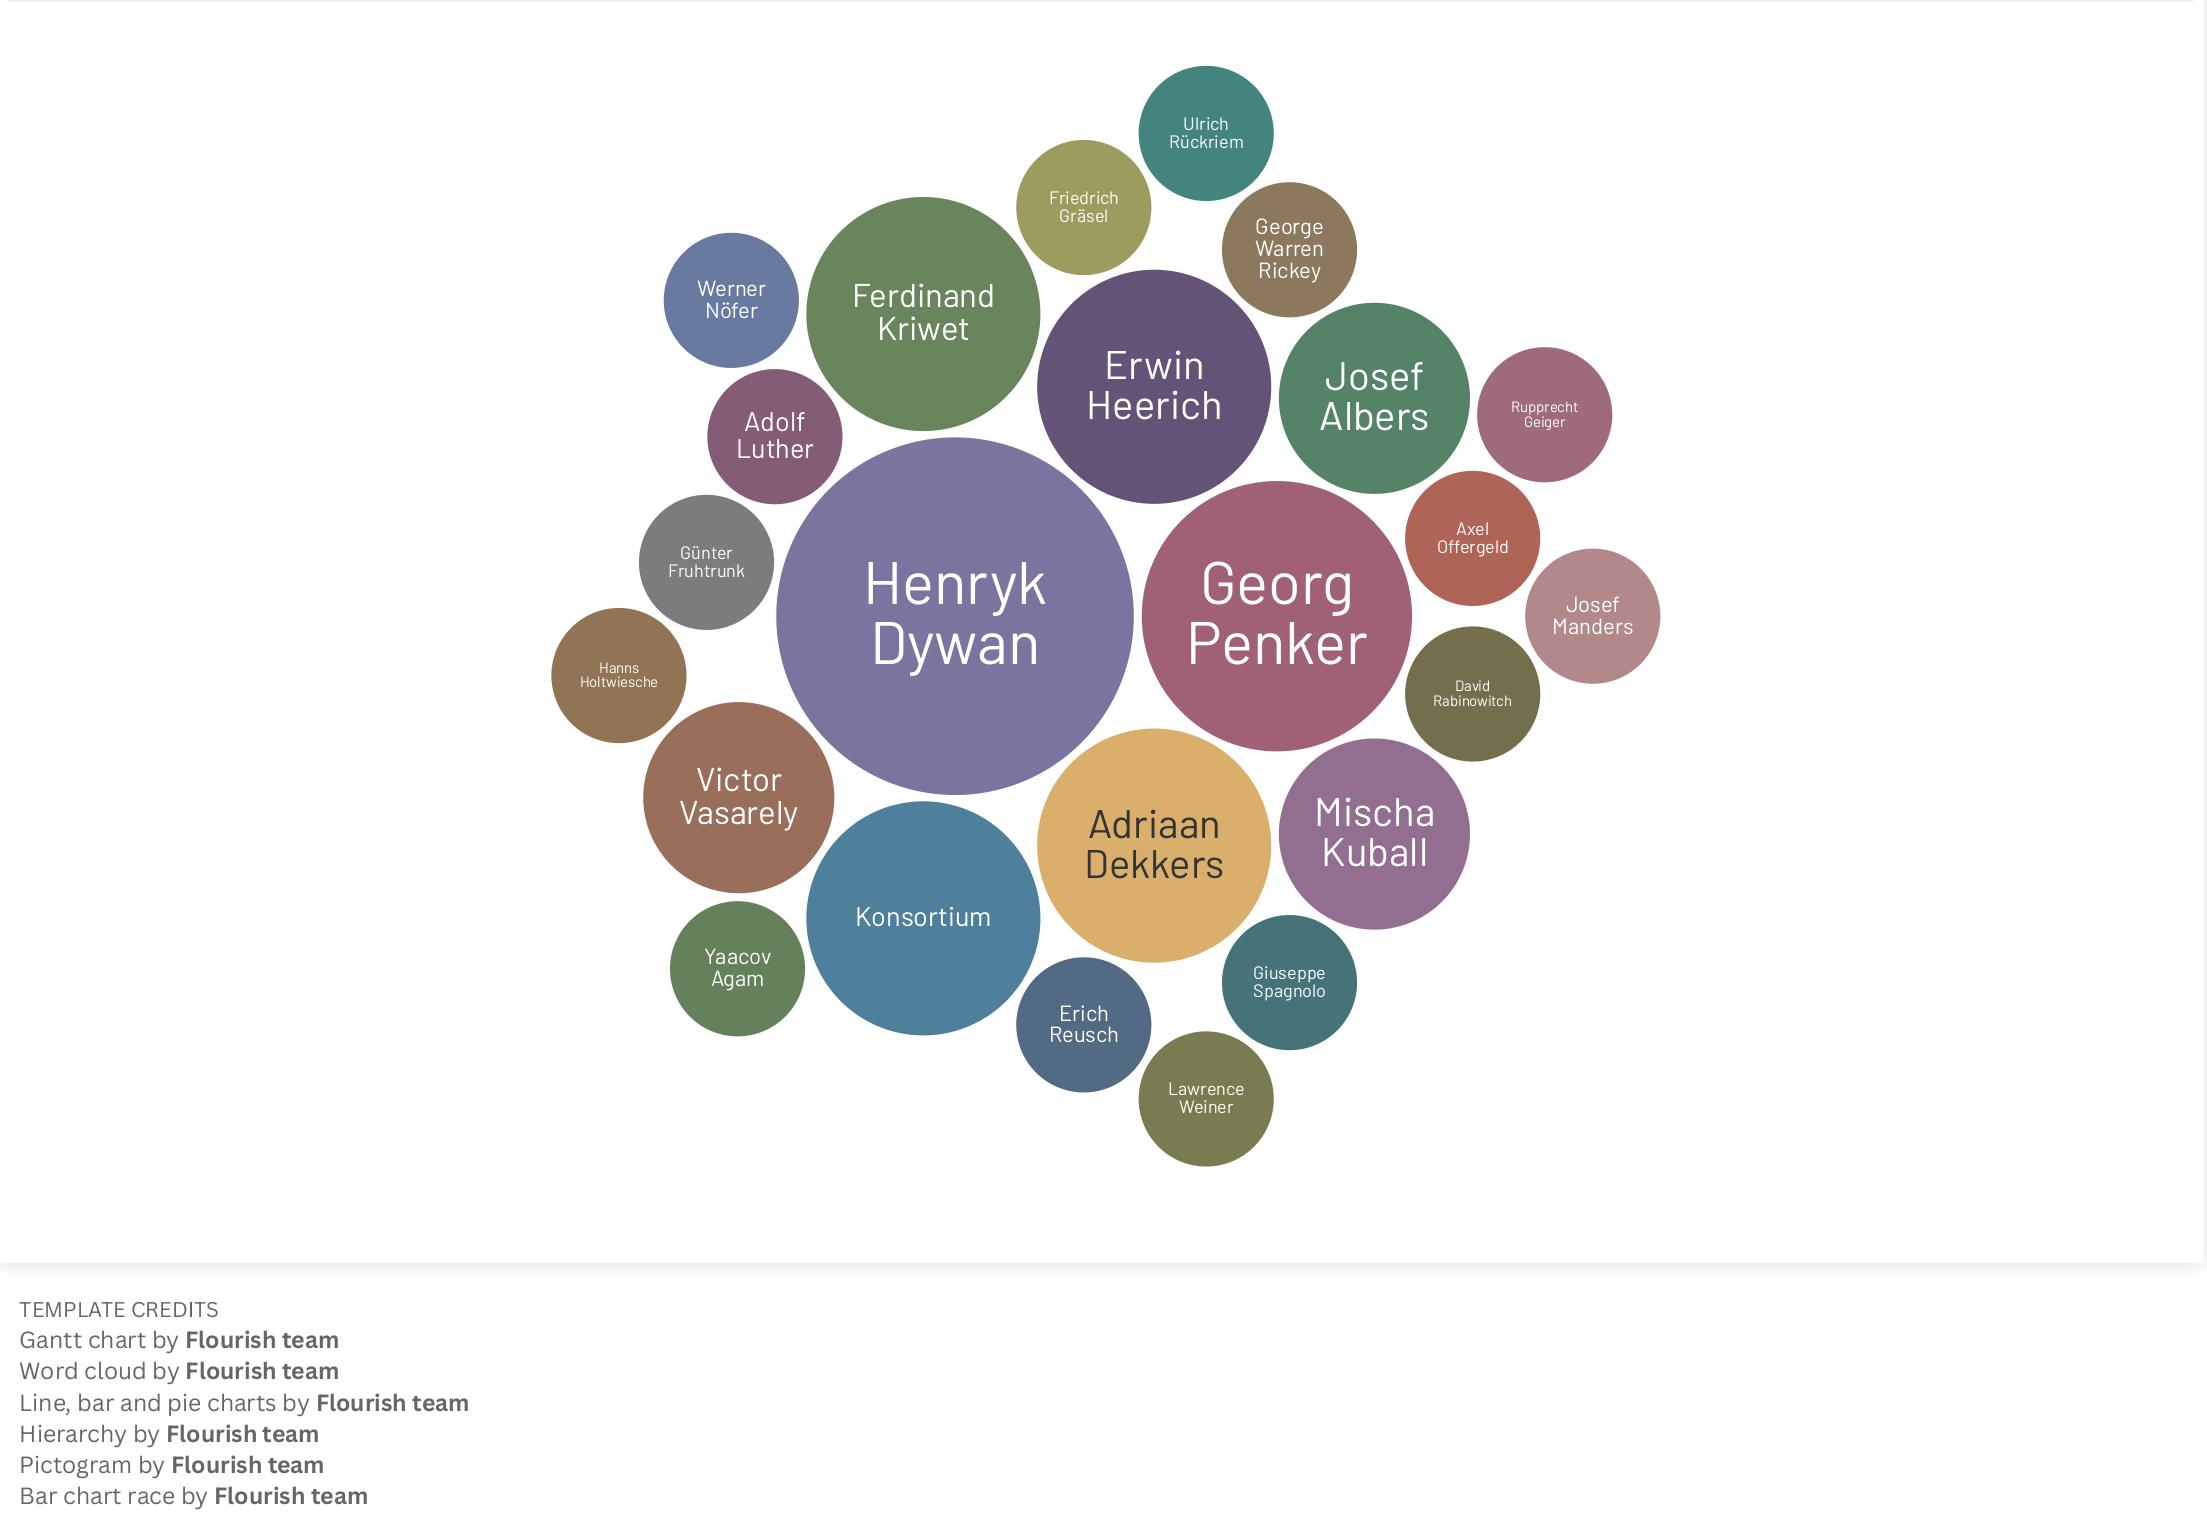 Ulrich
Rückriem
Friedrich
Gräsel
George
Warren
Rickey
Werner
Nöfer
Ferdinand
Kriwet
Erwin
Heerich
Josef
Albers
Rupprecht
Geiger
Adolf
Luther
Günter
Fruhtrunk
Henryk
Dywan
Georg
Penker
Axel
Offergeld
Josef
Manders
Hanns
Holtwiesche
David
Rabinowitch
Victor
Vasarely
Adriaan
Dekkers
Mischa
Kuball
Konsortium
Yaacov
Agam
Giuseppe
Spagnolo
Erich
Reusch
Lawrence
Weiner
TEMPLATE CREDITS
Gantt chart by Flourish team
Word cloud by Flourish team
Line, bar and pie charts by Flourish team
Hierarchy by Flourish team
Pictogram by Flourish team
Bar chart race by Flourish team